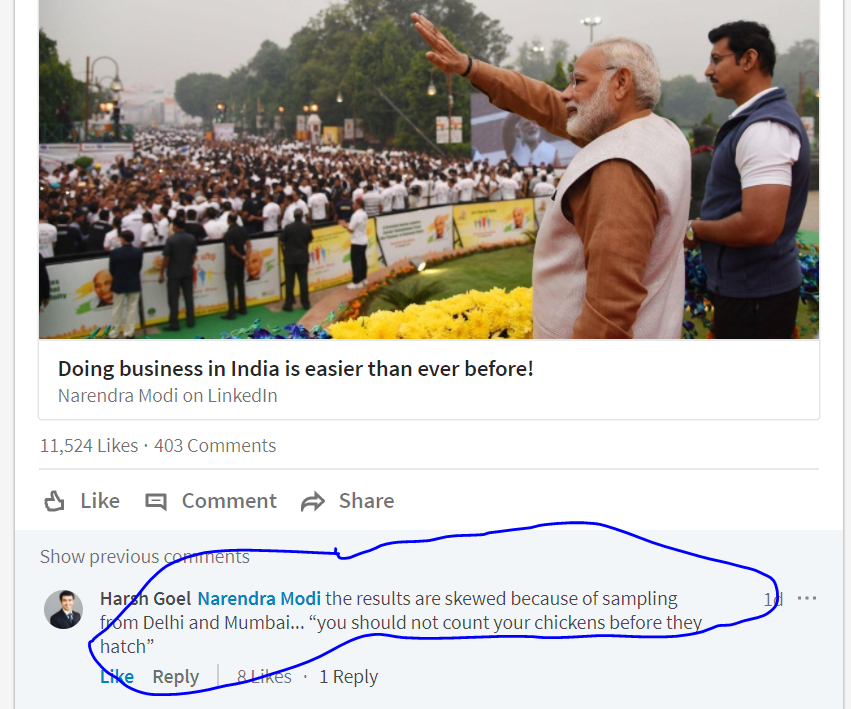 Doing business in India is easier than ever before!
Narendra Modi on LinkedIn
11,524 Likes · 403 Comments
Like Comment Share
Show previous comments
Harsh Goel Narendra Modi the results are skewed because of sampling 1d
from Delhi and Mumbai... “you should not count your chickens before they
hatch”
Like Reply 8 Likes · 1 Reply